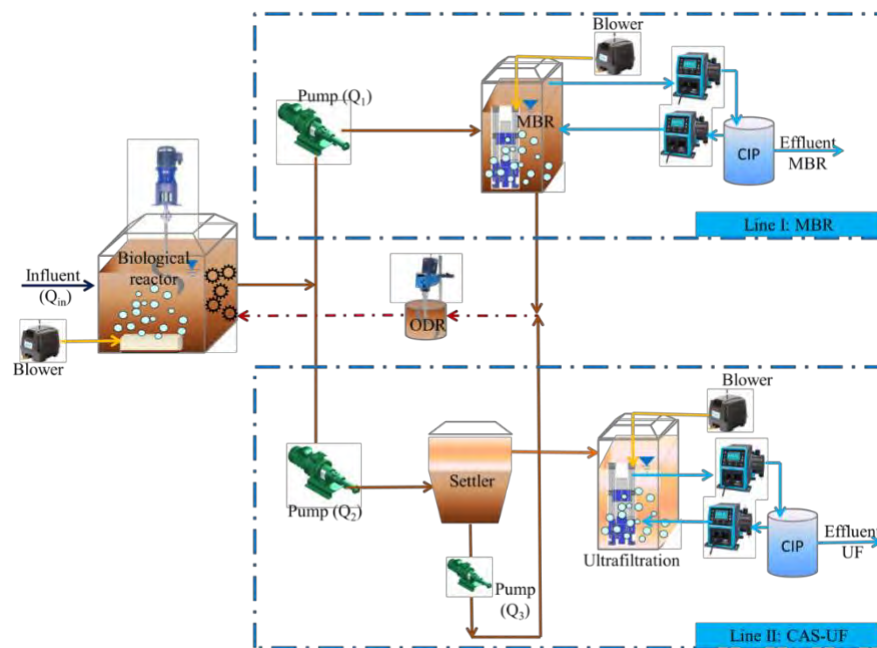 Blower
Pump (Q1)
MBR
CIP
Effluent
MBR
Line I: MBR
Biological
reactor
Influent
(Qin)
ODR
Blower
Blower
Settler
Pump (Q2)
CIP
Effluent
UF
Ultrafiltration
Pump
(Q3)
Line II: CAS-UF